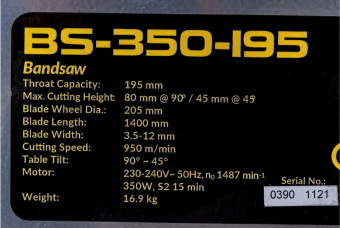 BS-350-195
Bandsaw
Throat Capacity: 195 mm
Max. Cutting Height: 80 mm @ 90° / 45 mm @ 45°
Blade Wheel Dia.: 205 mm
Blade Length: 1400 mm
Blade Width: 3.5-12 mm
Cutting Speed: 950 m/min
Table Tilt: 90° ~ 45°
Motor: 230-240V~ 50Hz, n₀ 1487 min⁻¹
350W, S2 15 min
Serial No.:
Weight: 16.9 kg
0390 1121